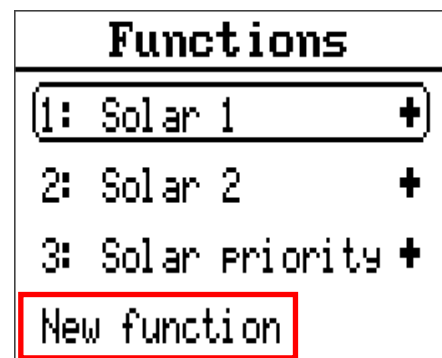 Functions
1: Solar 1 +
2: Solar 2 +
3: Solar priority +
New function